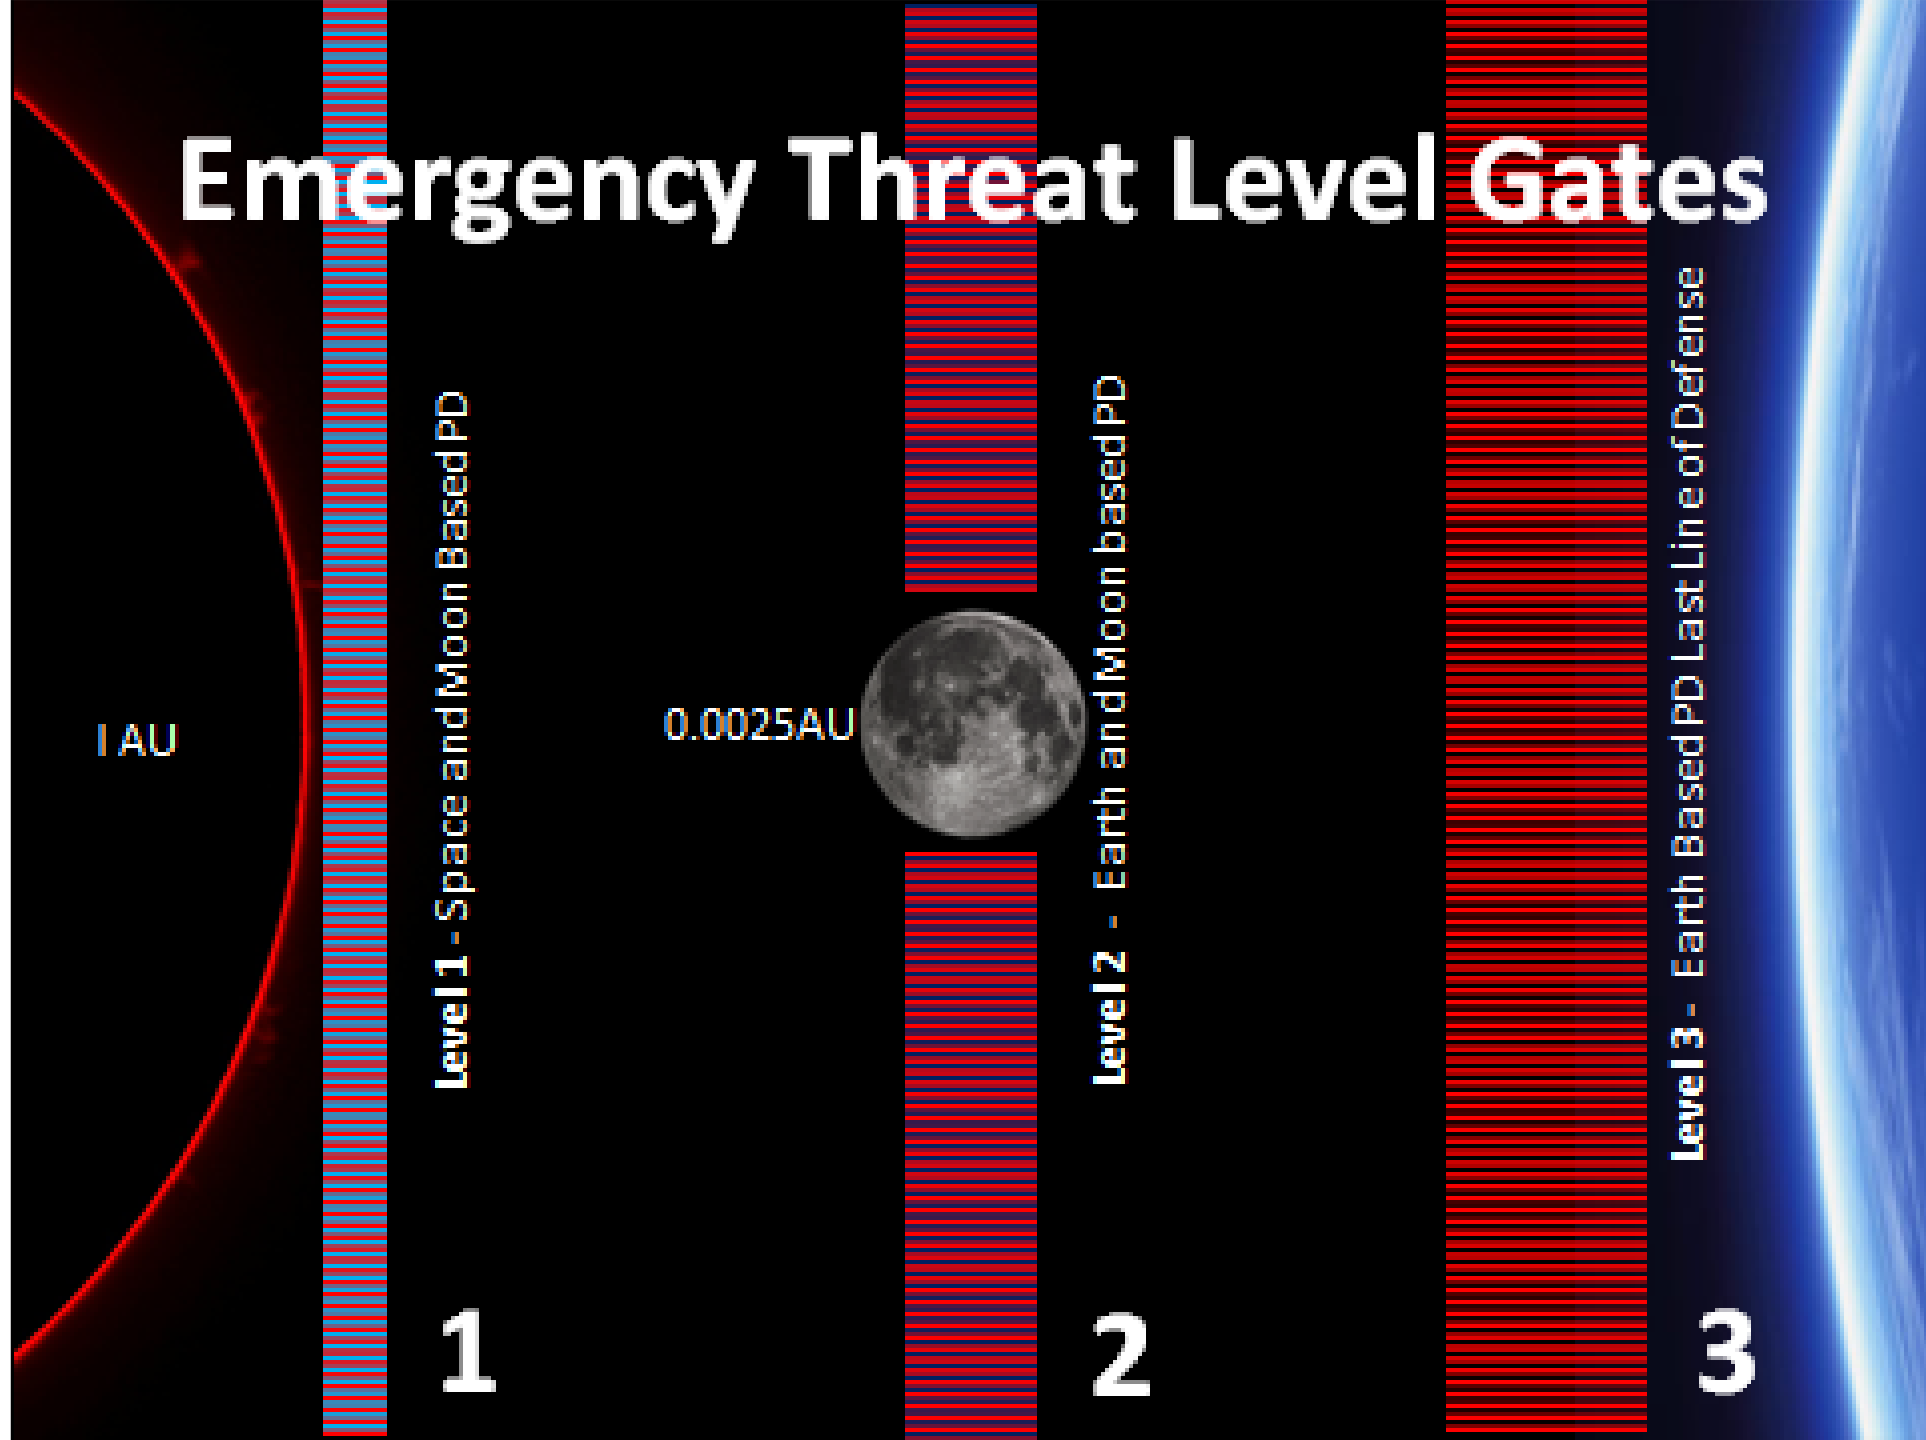 Emergency Threat Level Gates
I AU
Level 1 - Space and Moon Based PD
0.0025AU
Level 2 - Earth and Moon based PD
Level 3 - Earth Based PD Last Line of Defense
1
2
3